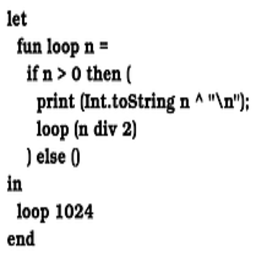 let
  fun loop n =
    if n > 0 then (
      print (Int.toString n ^ "\n");
      loop (n div 2)
    ) else ()
in
  loop 1024
end